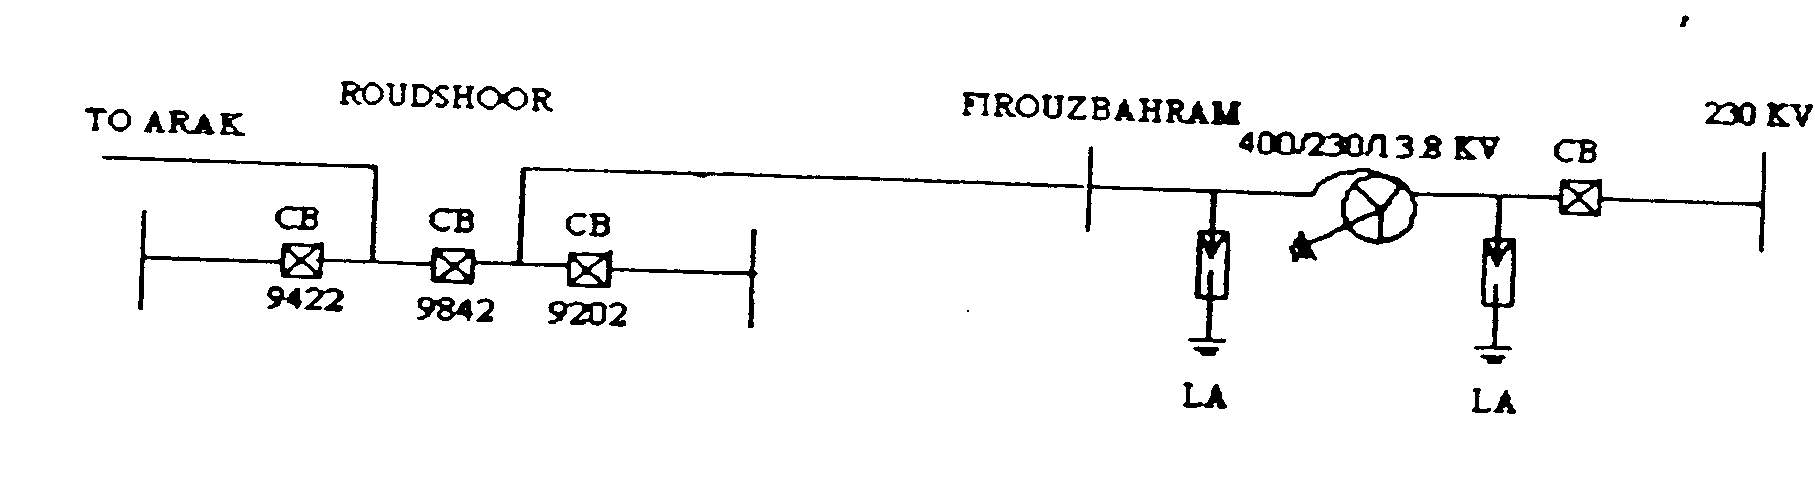 ROUDSHOOR
TO ARAK
FIROUZBAHRAM
230 KV
400/230/13.8 KV
CB
CB
CB
CB
9422
9842
9202
LA
LA